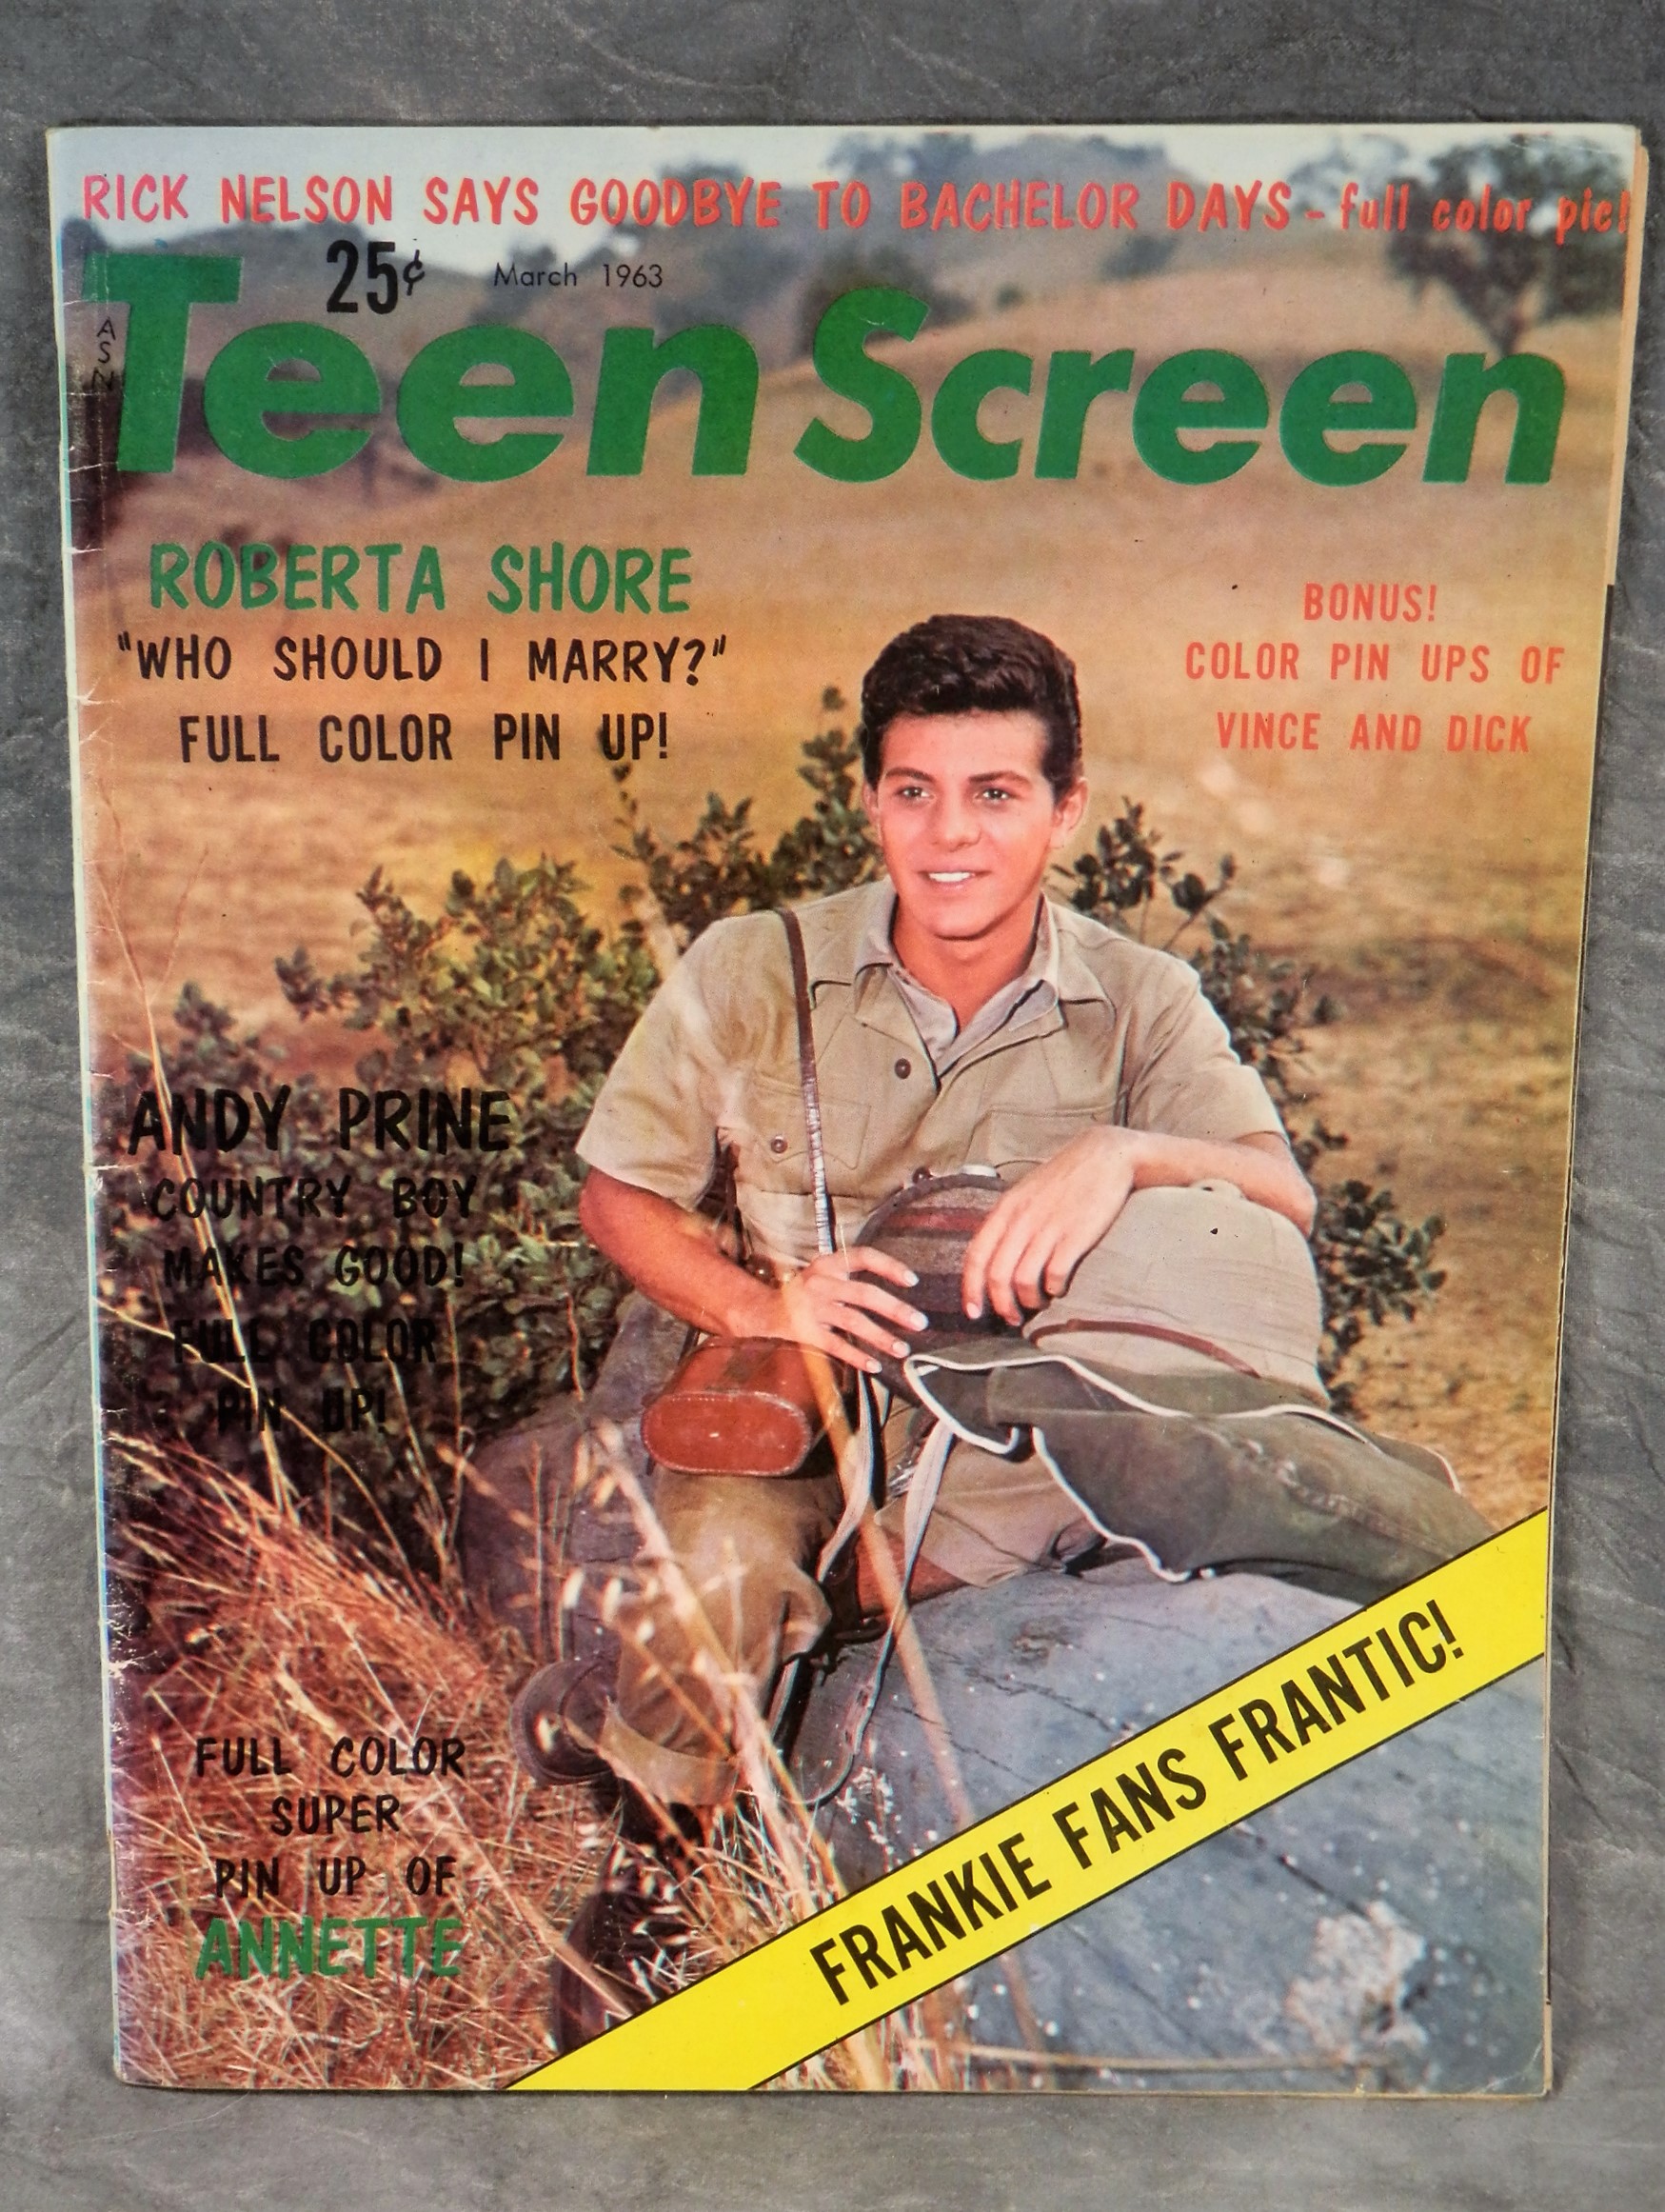 RICK NELSON SAYS GOODBYE TO BACHELOR DAYS - full color pic!
25¢ March 1963
ASN
Teen Screen
ROBERTA SHORE
"WHO SHOULD I MARRY?"
FULL COLOR PIN UP!
BONUS!
COLOR PIN UPS OF
VINCE AND DICK
ANDY PRINE
COUNTRY BOY
MAKES GOOD!
FULL COLOR
PIN UP!
FULL COLOR
SUPER
PIN UP OF
ANNETTE
FRANKIE FANS FRANTIC!